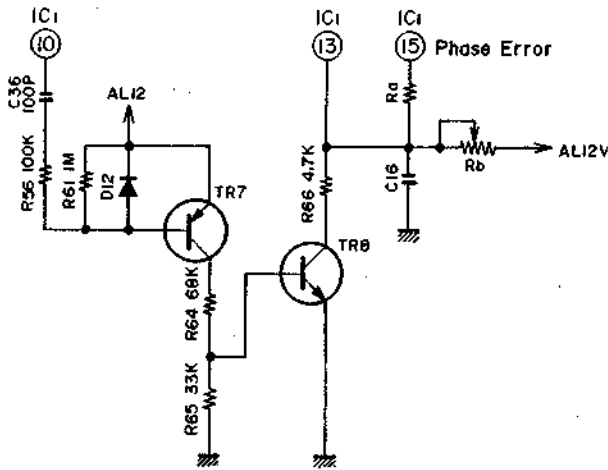 IC1
10
IC1
13
IC1
15
Phase Error
C36
100P
AL12
Ra
R56 100K
R61 1M
D12
TR7
R66 4.7K
C16
Rb
AL12V
TR8
R64 68K
R65 33K